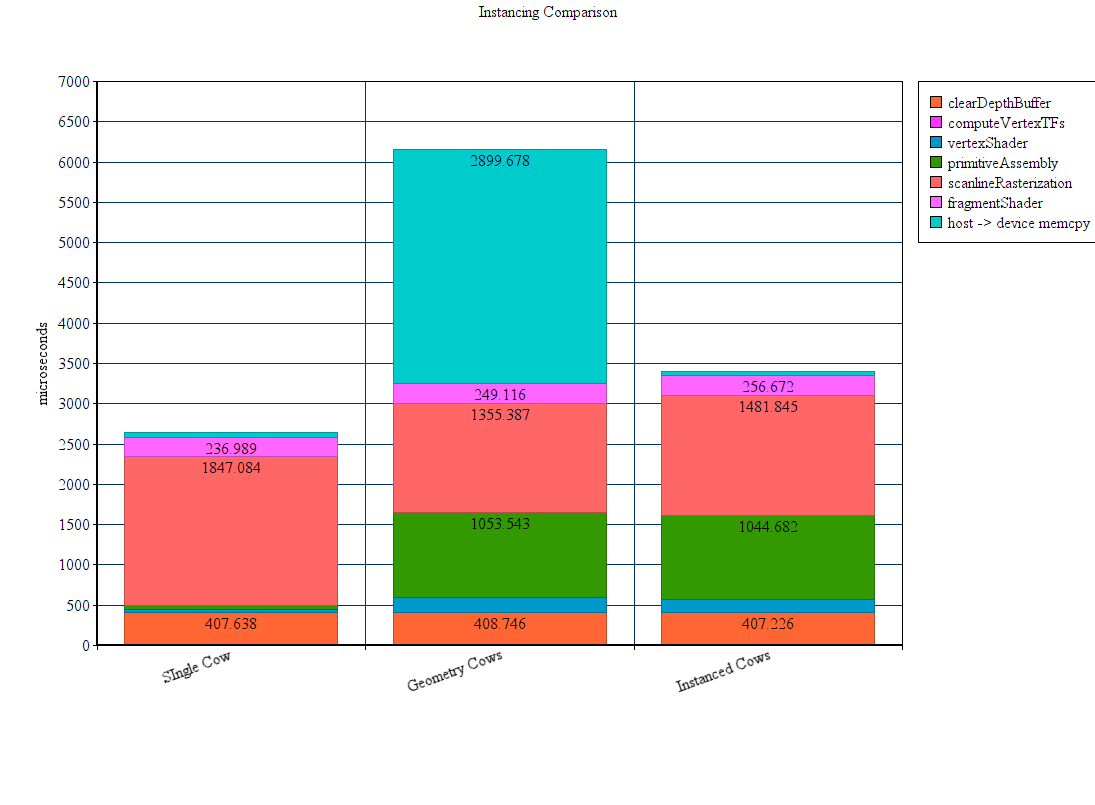 Instancing Comparison
7000
6500
6000
5500
5000
4500
4000
3500
3000
2500
2000
1500
1000
500
0
microseconds
236.989
1847.084
407.638
2899.678
249.116
1355.387
1053.543
408.746
256.672
1481.845
1044.682
407.226
SIngle Cow
Geometry Cows
Instanced Cows
clearDepthBuffer
computeVertexTFs
vertexShader
primitiveAssembly
scanlineRasterization
fragmentShader
host -> device memcpy